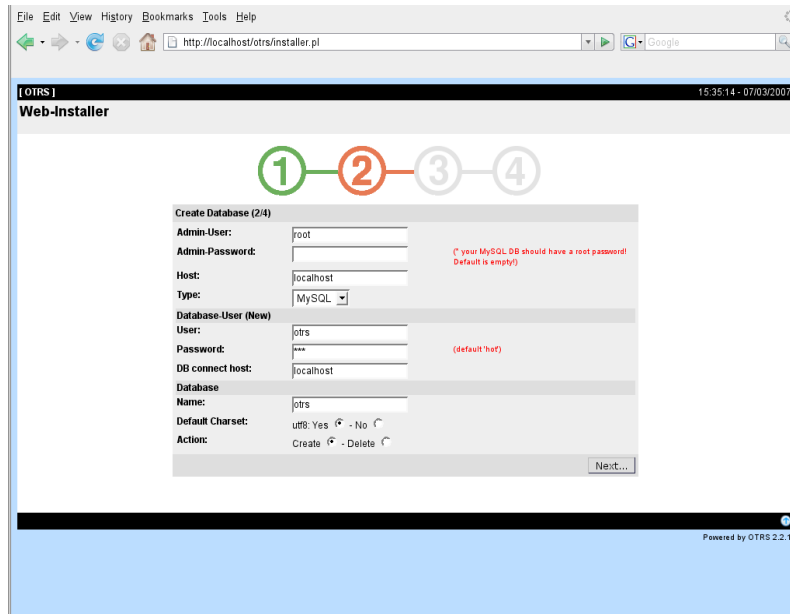 File Edit View History Bookmarks Tools Help
http://localhost/otrs/installer.pl G Google
[ OTRS ] 15:35:14 - 07/03/2007
Web-Installer
1 2 3 4
Create Database (2/4)
Admin-User: root
Admin-Password: (* your MySQL DB should have a root password!
Default is empty!)
Host: localhost
Type: MySQL
Database-User (New)
User: otrs
Password: *** (default 'hot')
DB connect host: localhost
Database
Name: otrs
Default Charset: utf8: Yes - No
Action: Create - Delete
Next...
Powered by OTRS 2.2.1